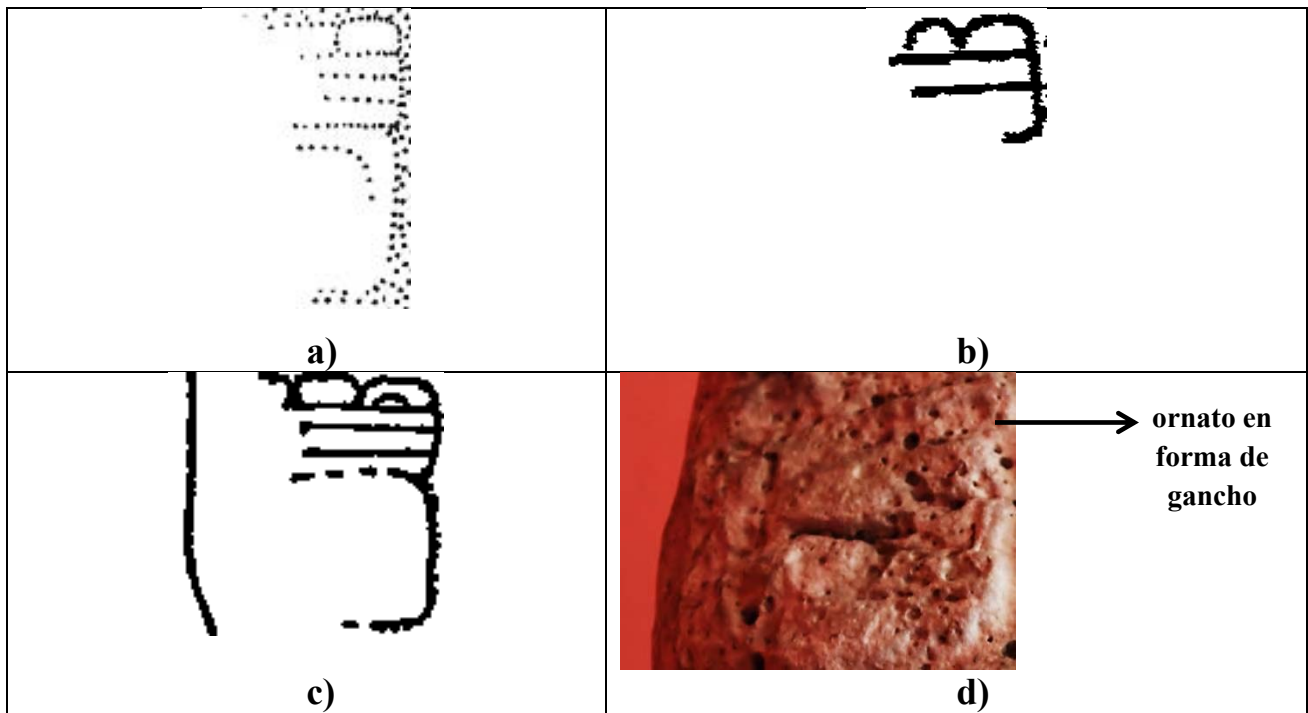 a)
b)
c)
ornato en
forma de
gancho
d)